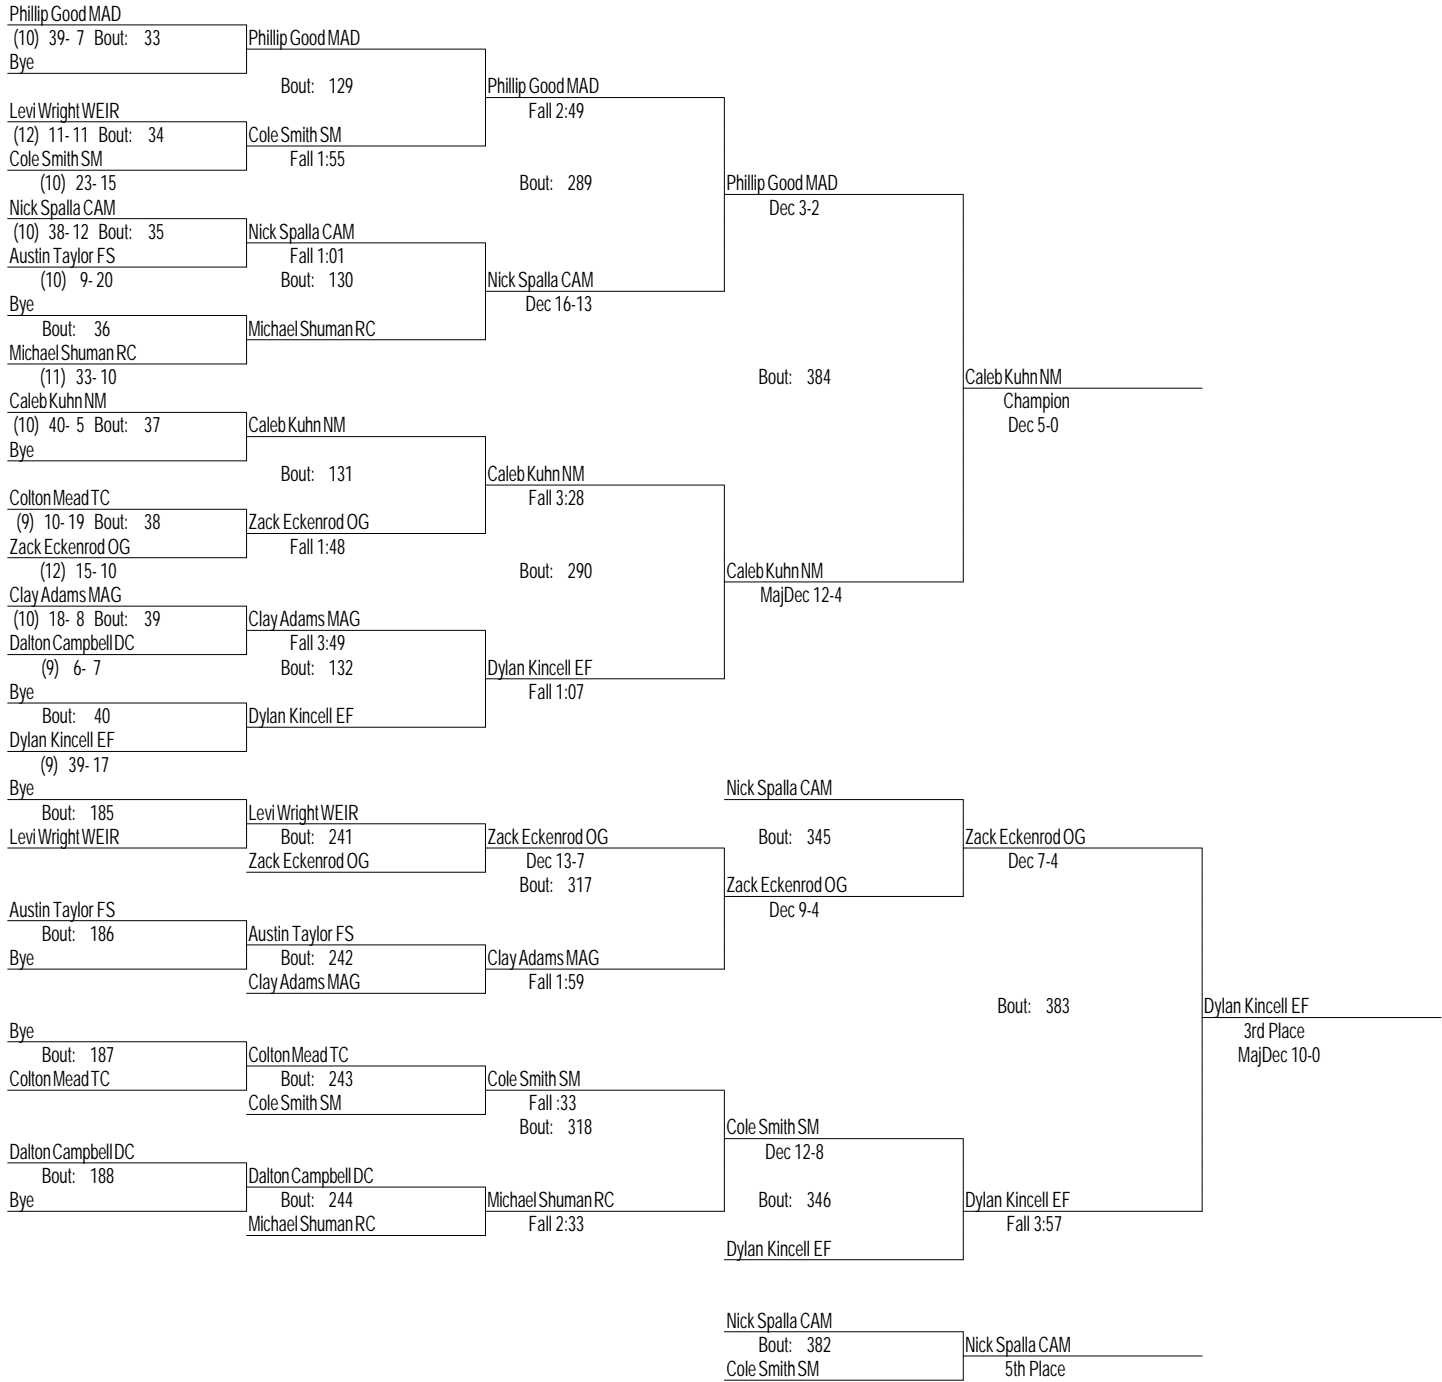 Phillip Good MAD
(10) 39- 7 Bout: 33
Bye
Phillip Good MAD
Bout: 129
Levi Wright WEIR
(12) 11- 11 Bout: 34
Cole Smith SM
(10) 23- 15
Cole Smith SM
Fall 1:55
Phillip Good MAD
Fall 2:49
Bout: 289
Nick Spalla CAM
(10) 38- 12 Bout: 35
Austin Taylor FS
(10) 9- 20
Nick Spalla CAM
Fall 1:01
Bout: 130
Bye
Bout: 36
Michael Shuman RC
(11) 33- 10
Michael Shuman RC
Nick Spalla CAM
Dec 16-13
Phillip Good MAD
Dec 3-2
Bout: 384
Caleb Kuhn NM
(10) 40- 5 Bout: 37
Bye
Caleb Kuhn NM
Bout: 131
Colton Mead TC
(9) 10- 19 Bout: 38
Zack Eckenrod OG
(12) 15- 10
Zack Eckenrod OG
Fall 1:48
Caleb Kuhn NM
Fall 3:28
Bout: 290
Clay Adams MAG
(10) 18- 8 Bout: 39
Dalton Campbell DC
(9) 6- 7
Clay Adams MAG
Fall 3:49
Bout: 132
Bye
Bout: 40
Dylan Kincell EF
(9) 39- 17
Dylan Kincell EF
Dylan Kincell EF
Fall 1:07
Caleb Kuhn NM
MajDec 12-4
Caleb Kuhn NM
Champion
Dec 5-0
Bye
Bout: 185
Levi Wright WEIR
Levi Wright WEIR
Bout: 241
Zack Eckenrod OG
Zack Eckenrod OG
Dec 13-7
Bout: 317
Austin Taylor FS
Bout: 186
Bye
Austin Taylor FS
Bout: 242
Clay Adams MAG
Clay Adams MAG
Fall 1:59
Nick Spalla CAM
Bout: 345
Zack Eckenrod OG
Dec 9-4
Zack Eckenrod OG
Dec 7-4
Bout: 383
Bye
Bout: 187
Colton Mead TC
Colton Mead TC
Bout: 243
Cole Smith SM
Cole Smith SM
Fall :33
Bout: 318
Dalton Campbell DC
Bout: 188
Bye
Dalton Campbell DC
Bout: 244
Michael Shuman RC
Michael Shuman RC
Fall 2:33
Cole Smith SM
Dec 12-8
Bout: 346
Dylan Kincell EF
Dylan Kincell EF
Fall 3:57
Dylan Kincell EF
3rd Place
MajDec 10-0
Nick Spalla CAM
Bout: 382
Cole Smith SM
Nick Spalla CAM
5th Place